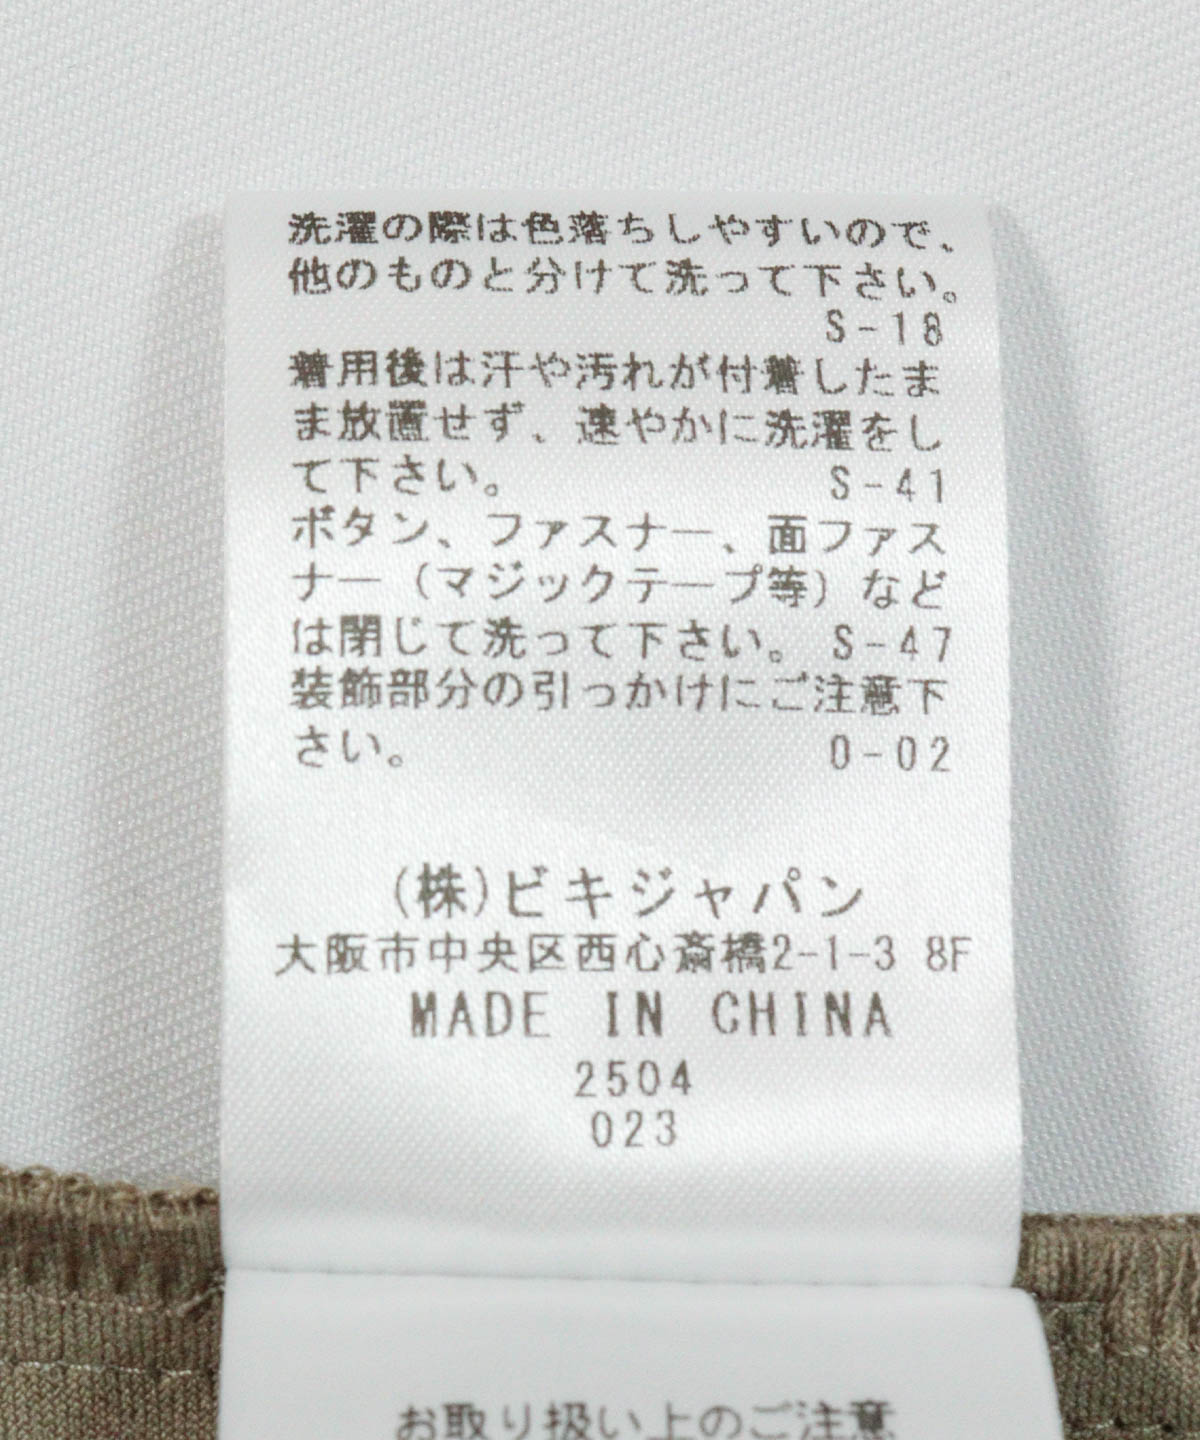 洗濯の際は色落ちしやすいので、
他のものと分けて洗って下さい。
S-18
着用後は汗や汚れが付着したま
ま放置せず、速やかに洗濯をし
て下さい。 S-41
ボタン、ファスナー、面ファス
ナー（マジックテープ等）など
は閉じて洗って下さい。S-47
装飾部分の引っかけにご注意下
さい。 0-02
(株)ビキジャパン
大阪市中央区西心斎橋2-1-3 8F
MADE IN CHINA
2504
023
お取り扱い上のご注意